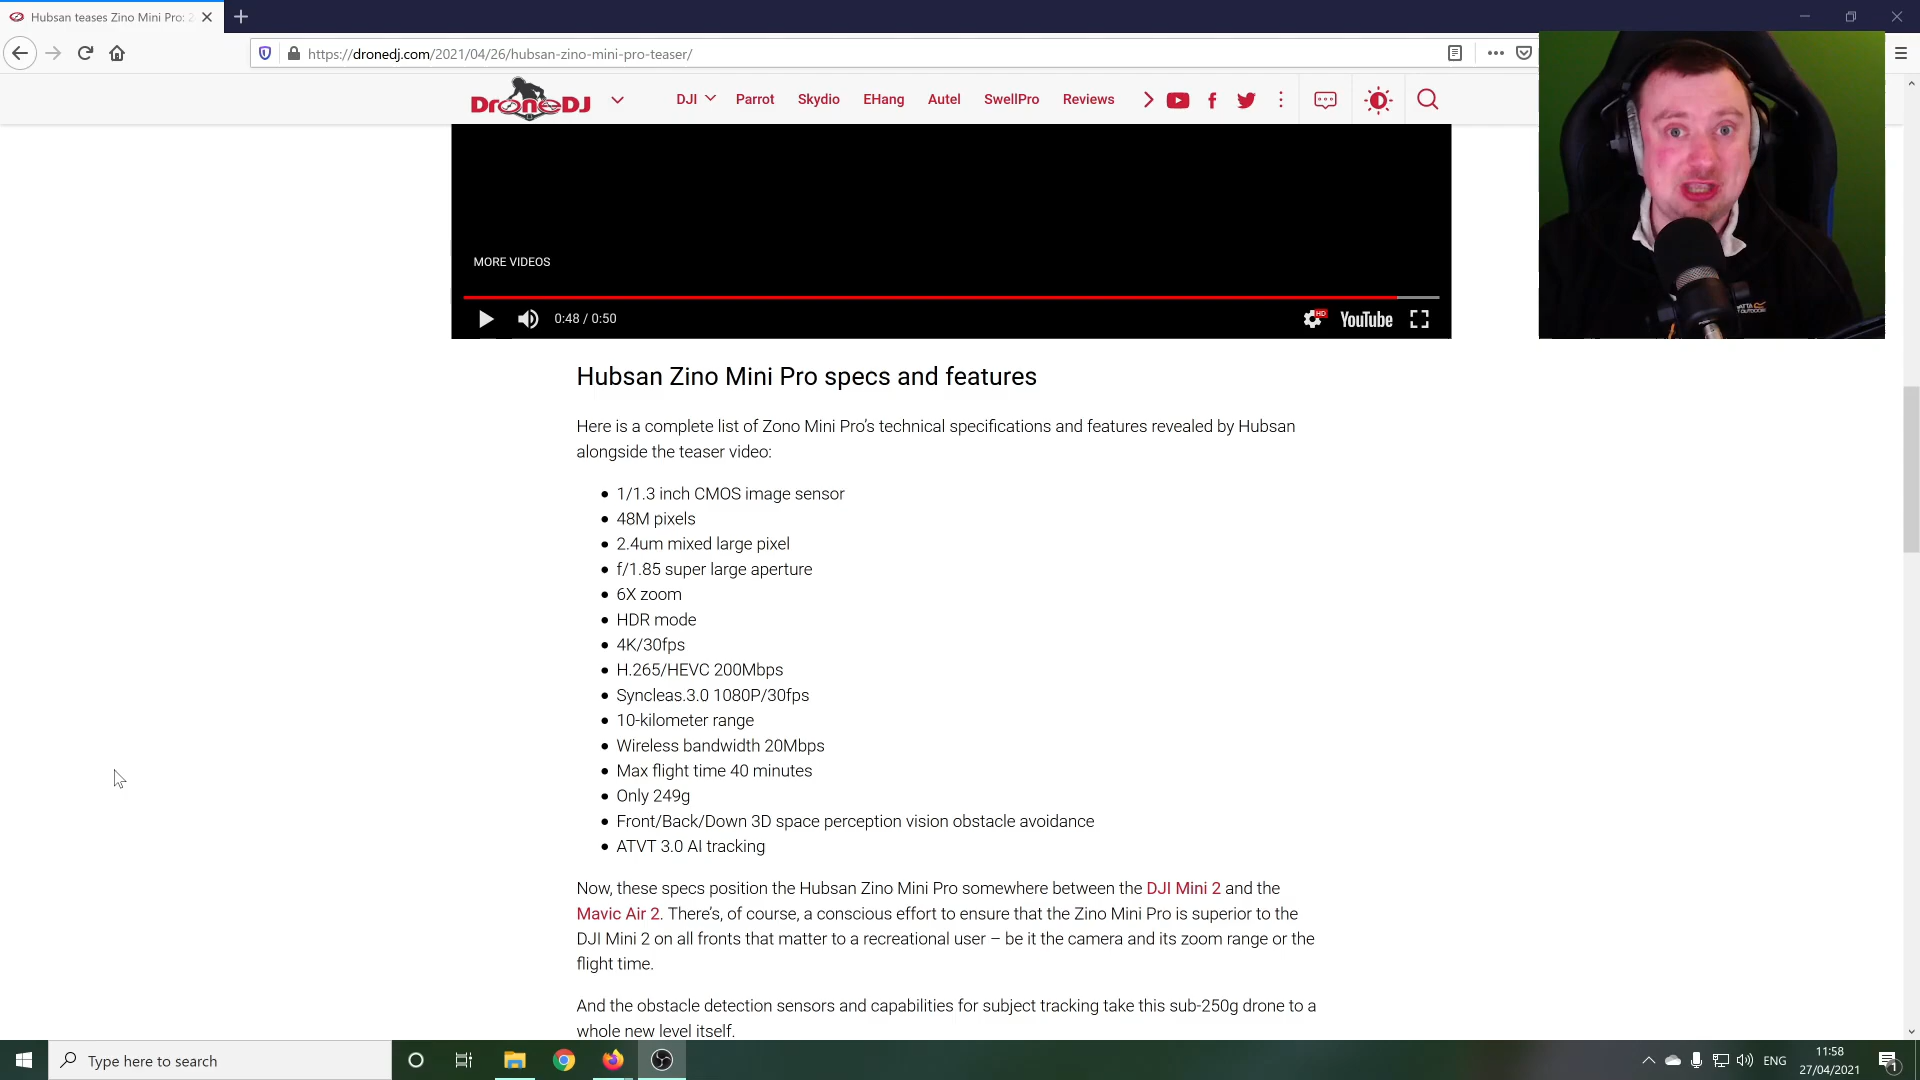 Hubsan teases Zino Mini Pro: 2
https://dronedj.com/2021/04/26/hubsan-zino-mini-pro-teaser/
DroneDJ
DJI
Parrot
Skydio
EHang
Autel
SwellPro
Reviews
MORE VIDEOS
0:48 / 0:50
HD
YouTube
Hubsan Zino Mini Pro specs and features
Here is a complete list of Zono Mini Pro's technical specifications and features revealed by Hubsan
alongside the teaser video:
1/1.3 inch CMOS image sensor
48M pixels
2.4um mixed large pixel
f/1.85 super large aperture
6X zoom
HDR mode
4K/30fps
H.265/HEVC 200Mbps
Syncleas.3.0 1080P/30fps
10-kilometer range
Wireless bandwidth 20Mbps
Max flight time 40 minutes
Only 249g
Front/Back/Down 3D space perception vision obstacle avoidance
ATVT 3.0 AI tracking
Now, these specs position the Hubsan Zino Mini Pro somewhere between the DJI Mini 2 and the
Mavic Air 2. There's, of course, a conscious effort to ensure that the Zino Mini Pro is superior to the
DJI Mini 2 on all fronts that matter to a recreational user – be it the camera and its zoom range or the
flight time.
And the obstacle detection sensors and capabilities for subject tracking take this sub-250g drone to a
whole new level itself.
Type here to search
ENG
11:58
27/04/2021
1